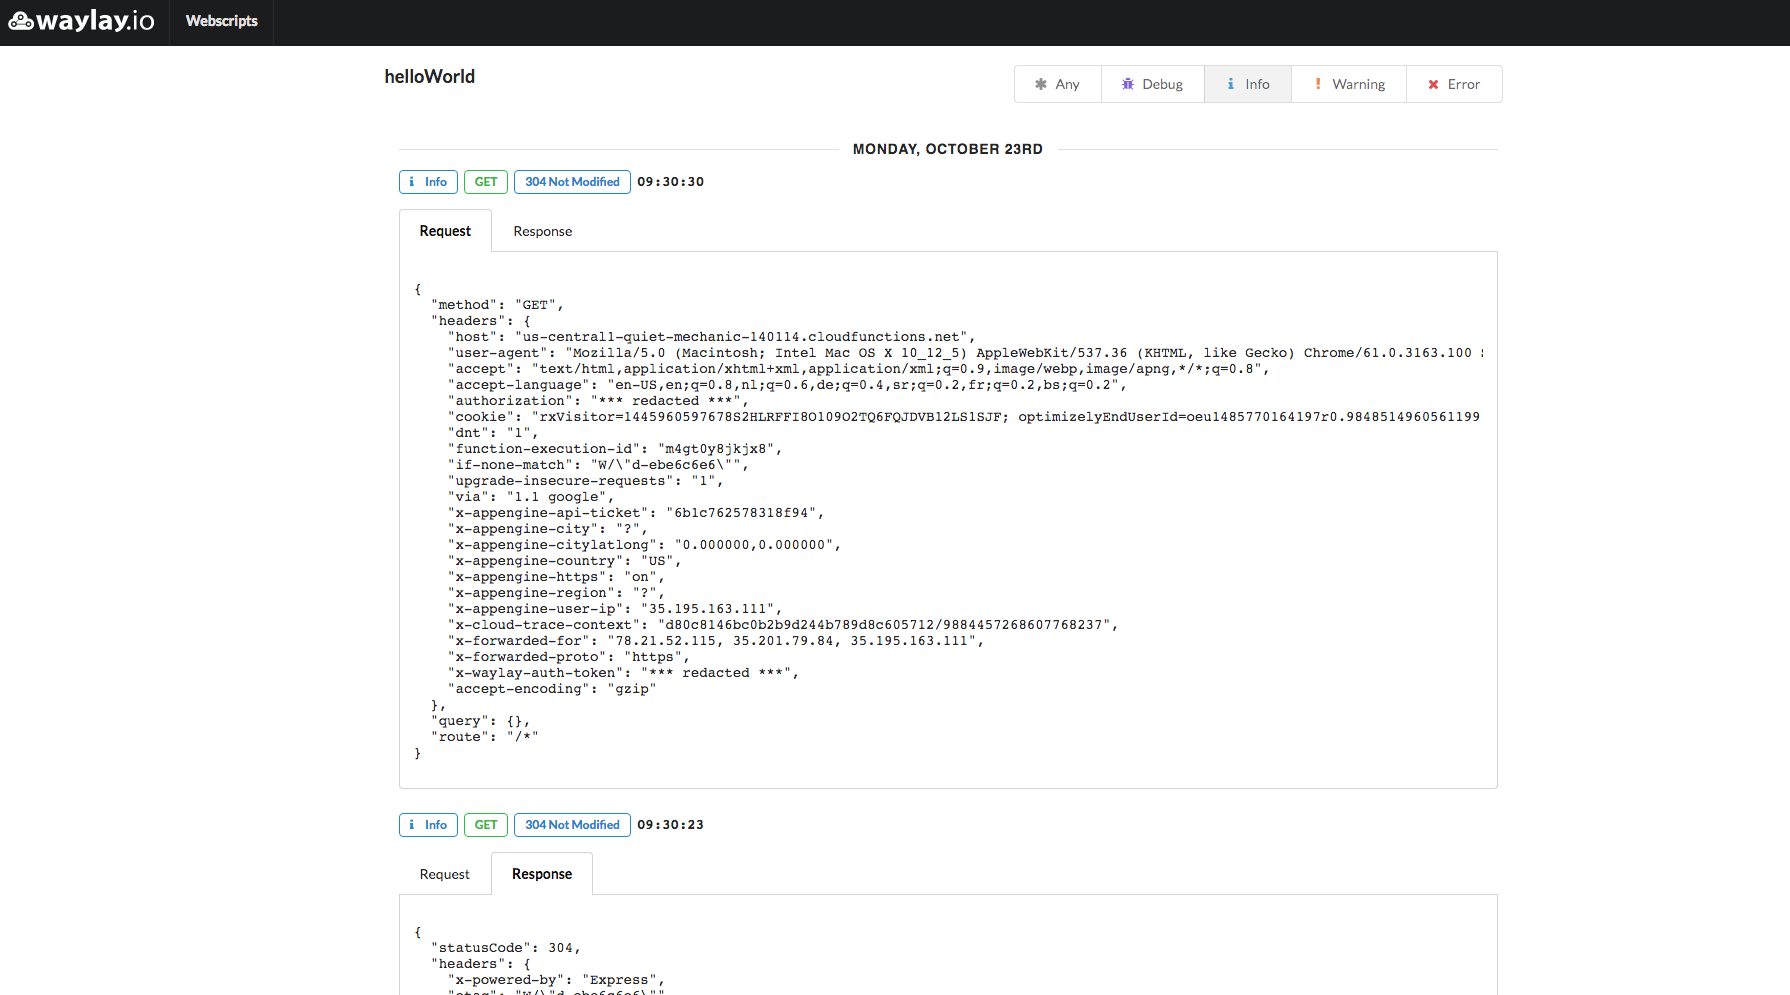 waylay.io Webscripts
helloWorld
Any Debug Info Warning Error
MONDAY, OCTOBER 23RD
Info GET 304 Not Modified 09:30:30
Request Response
{
"method": "GET",
"headers": {
"host": "us-central1-quiet-mechanic-140114.cloudfunctions.net",
"user-agent": "Mozilla/5.0 (Macintosh; Intel Mac OS X 10_12_5) AppleWebKit/537.36 (KHTML, like Gecko) Chrome/61.0.3163.100
"accept": "text/html,application/xhtml+xml,application/xml;q=0.9,image/webp,image/apng,*/*;q=0.8",
"accept-language": "en-US,en;q=0.8,nl;q=0.6,de;q=0.4,sr;q=0.2,fr;q=0.2,bs;q=0.2",
"authorization": "*** redacted ***",
"cookie": "rxVisitor=1445960597678S2HLRFFI8O109O2TQ6FQJDVB12LS1SJF; optimizelyEndUserId=oeu1485770164197r0.9848514960561199
"dnt": "1",
"function-execution-id": "m4gt0y8jkjx8",
"if-none-match": "W/\"d-ebe6c6e6\"",
"upgrade-insecure-requests": "1",
"via": "1.1 google",
"x-appengine-api-ticket": "6b1c762578318f94",
"x-appengine-city": "?",
"x-appengine-citylatlong": "0.000000,0.000000",
"x-appengine-country": "US",
"x-appengine-https": "on",
"x-appengine-region": "?",
"x-appengine-user-ip": "35.195.163.111",
"x-cloud-trace-context": "d80c8146bc0b2b9d244b789d8c605712/9884457268607768237",
"x-forwarded-for": "78.21.52.115, 35.201.79.84, 35.195.163.111",
"x-forwarded-proto": "https",
"x-waylay-auth-token": "*** redacted ***",
"accept-encoding": "gzip"
},
"query": {},
"route": "/*"
}
Info GET 304 Not Modified 09:30:23
Request Response
{
"statusCode": 304,
"headers": {
"x-powered-by": "Express",